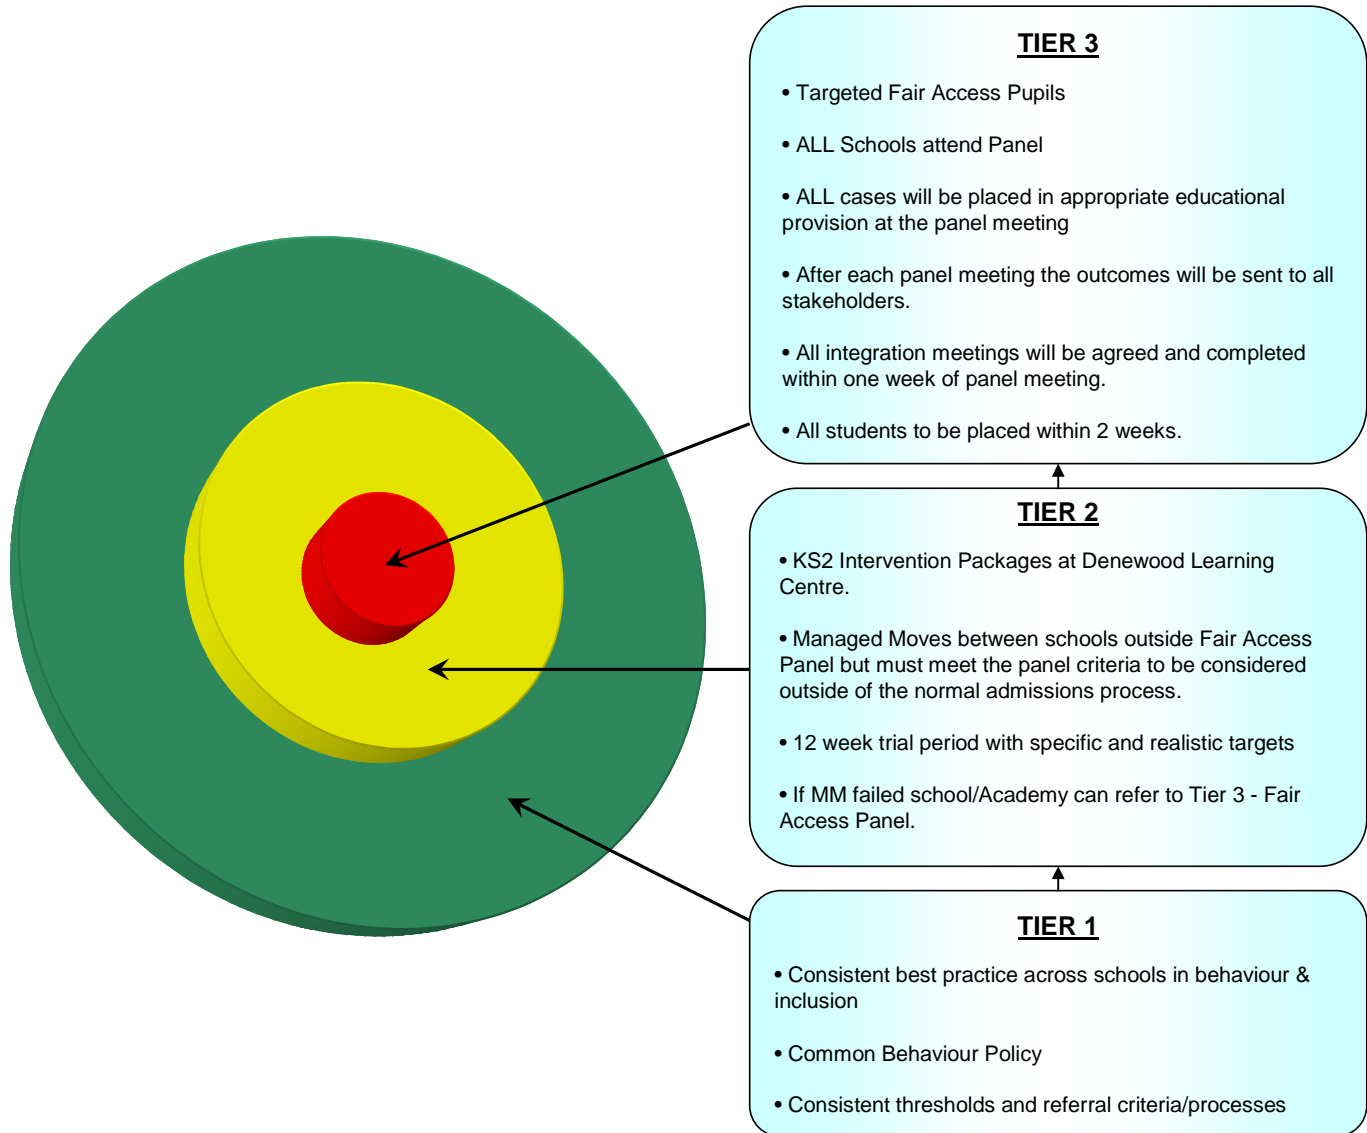 TIER 3
• Targeted Fair Access Pupils
• ALL Schools attend Panel
• ALL cases will be placed in appropriate educational
provision at the panel meeting
• After each panel meeting the outcomes will be sent to all
stakeholders.
• All integration meetings will be agreed and completed
within one week of panel meeting.
• All students to be placed within 2 weeks.
TIER 2
• KS2 Intervention Packages at Denewood Learning
Centre.
• Managed Moves between schools outside Fair Access
Panel but must meet the panel criteria to be considered
outside of the normal admissions process.
• 12 week trial period with specific and realistic targets
• If MM failed school/Academy can refer to Tier 3 - Fair
Access Panel.
TIER 1
• Consistent best practice across schools in behaviour &
inclusion
• Common Behaviour Policy
• Consistent thresholds and referral criteria/processes